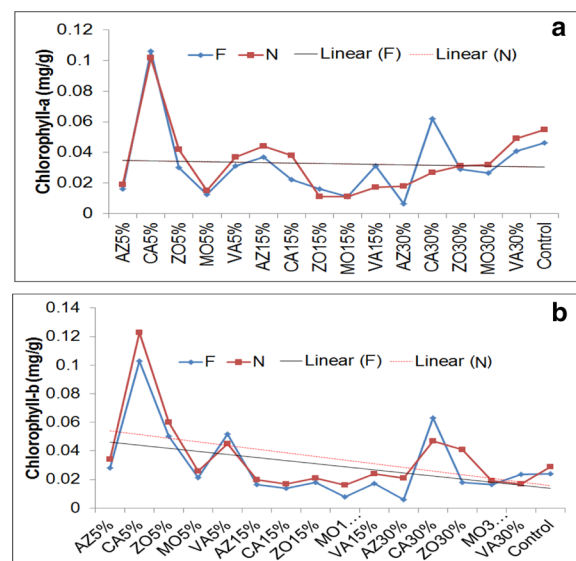 a
0.12
0.1
0.08
0.06
0.04
0.02
0
Chlorophyll-a (mg/g)
F N Linear (F) Linear (N)
AZ5% CA5% ZO5% MO5% VA5% AZ15% CA15% ZO15% MO15% VA15% AZ30% CA30% ZO30% MO30% VA30% Control
b
0.14
0.12
0.1
0.08
0.06
0.04
0.02
0
Chlorophyll-b (mg/g)
F N Linear (F) Linear (N)
AZ5% CA5% ZO5% MO5% VA5% AZ15% CA15% ZO15% MO1... VA15% AZ30% CA30% ZO30% MO3... VA30% Control